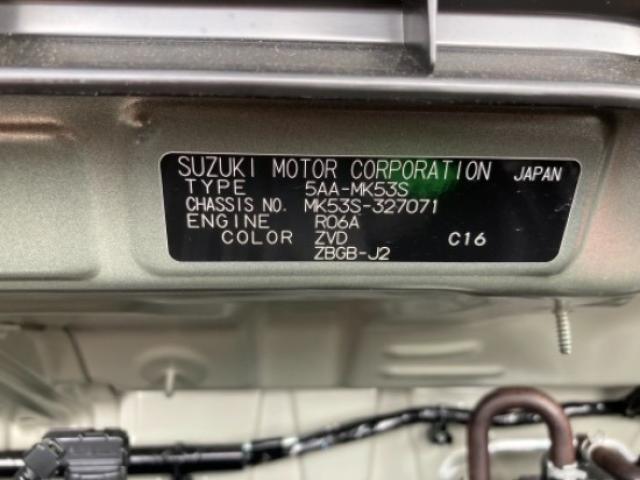 SUZUKI MOTOR CORPORATION JAPAN
TYPE 5AA-MK53S
CHASSIS NO. MK53S-327071
ENGINE R06A
COLOR ZVD C16
ZBGB-J2